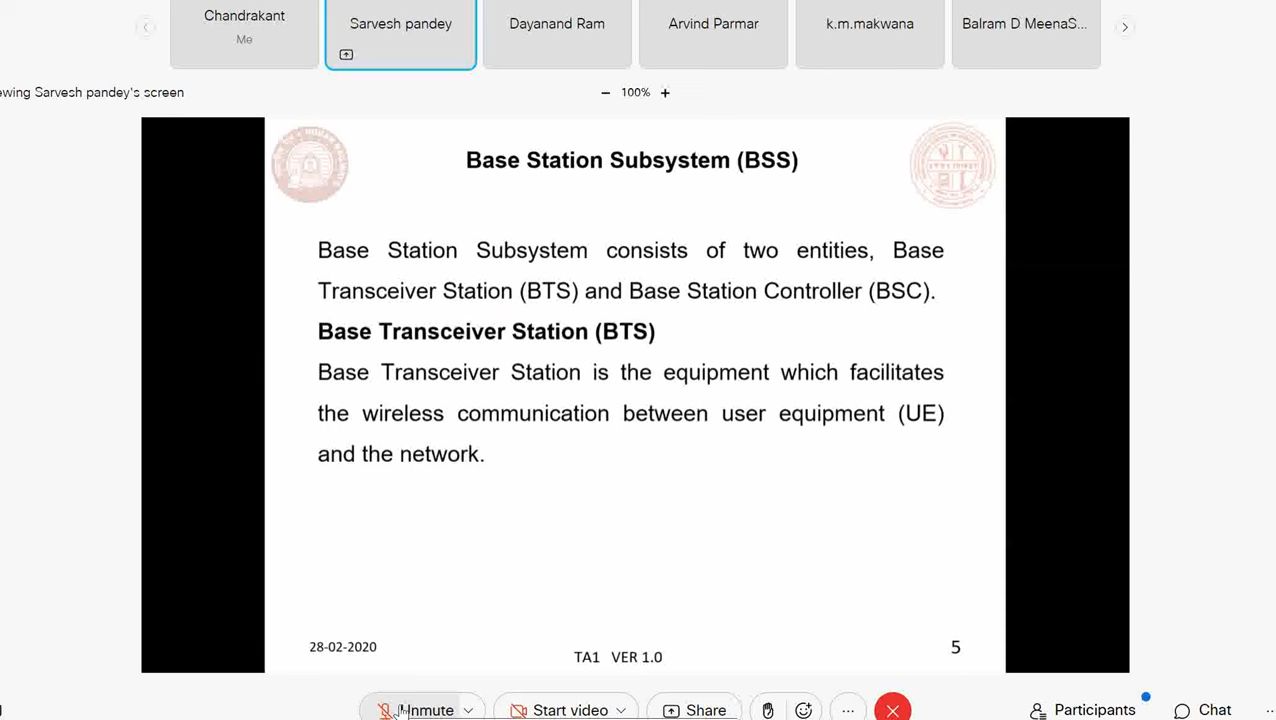 Chandrakant
Me
Sarvesh pandey
Dayanand Ram
Arvind Parmar
k.m.makwana
Balram D MeenaS...
ewing Sarvesh pandey's screen
100%
Base Station Subsystem (BSS)
Base Station Subsystem consists of two entities, Base
Transceiver Station (BTS) and Base Station Controller (BSC).
Base Transceiver Station (BTS)
Base Transceiver Station is the equipment which facilitates
the wireless communication between user equipment (UE)
and the network.
28-02-2020
TA1 VER 1.0
5
Unmute
Start video
Share
Participants
Chat